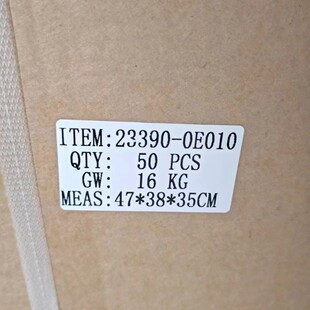 ITEM:23390-0E010
QTY: 50 PCS
GW: 16 KG
MEAS:47*38*35CM